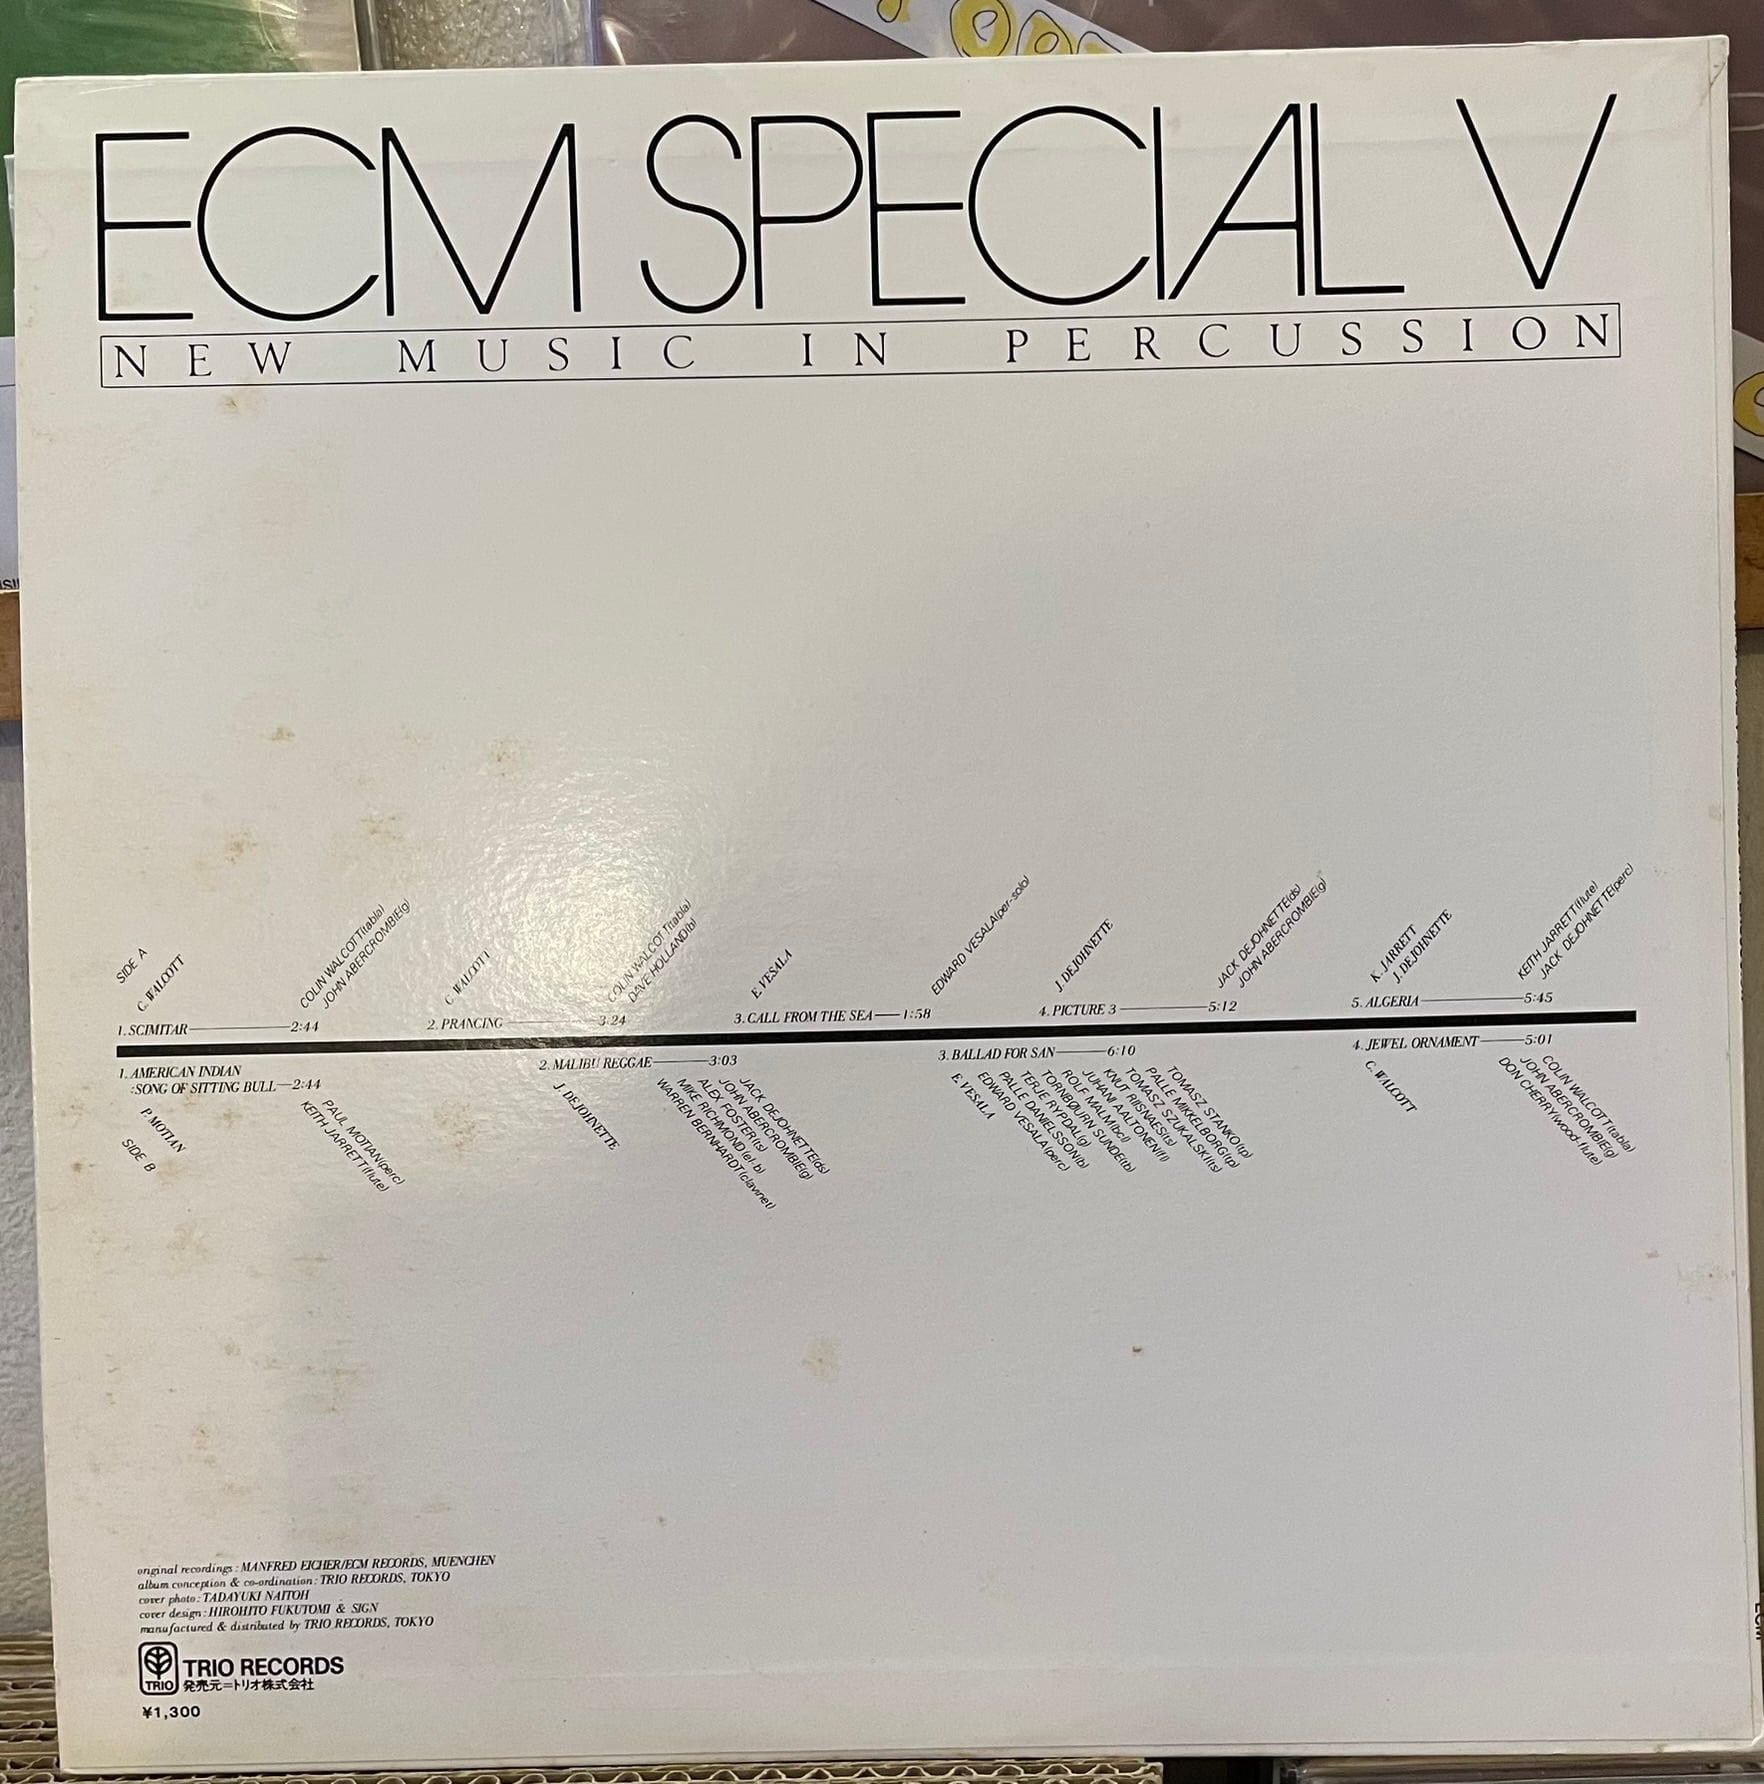 ECM SPECIAL V
NEW MUSIC IN PERCUSSION
SIDE A
C. WALCOTT
COLIN WALCOTT(tabla)
JOHN ABERCROMBIE(g)
1. SCIMITAR 2:44
C. WALCOTT
COLIN WALCOTT(tabla)
DAVE HOLLAND(b)
2. PRANCING 3:24
E. VESALA
EDWARD VESALA(per-solo)
3. CALL FROM THE SEA 1:58
J. DEJOHNETTE
JACK DEJOHNETTE(ds)
JOHN ABERCROMBIE(g)
4. PICTURE 3 5:12
K. JARRETT
J. DEJOHNETTE
KEITH JARRETT(flute)
JACK DEJOHNETTE(perc)
5. ALGERIA 5:45
1. AMERICAN INDIAN
:SONG OF SITTING BULL 2:44
P. MOTIAN
SIDE B
PAUL MOTIAN(perc)
KEITH JARRETT(flute)
2. MALIBU REGGAE 3:03
J. DEJOHNETTE
JACK DEJOHNETTE(ds)
JOHN ABERCROMBIE(g)
ALEX FOSTER(ts)
MIKE RICHMOND(el-b)
WARREN BERNHARDT(clavinet)
3. BALLAD FOR SAN 6:10
E. VESALA
TOMASZ STANKO(tp)
PALLE MIKKELBORG(tp)
TOMASZ SZUKALSKI(ts)
KNUT RIISNAES(ts)
JUHANI AALTONEN(fl)
ROLF MALM(bcl)
TORNBØURN SUNDE(tb)
TERJE RYPDAL(g)
PALLE DANIELSSON(b)
EDWARD VESALA(perc)
4. JEWEL ORNAMENT 5:01
C. WALCOTT
COLIN WALCOTT(tabla)
JOHN ABERCROMBIE(g)
DON CHERRY(wood-flute)
original recordings : MANFRED EICHER/ECM RECORDS, MUENCHEN
album conception & co-ordination : TRIO RECORDS, TOKYO
cover photo : TADAYUKI NAITOH
cover design : HIROHITO FUKUTOMI & SIGN
manufactured & distributed by TRIO RECORDS, TOKYO
TRIO
TRIO RECORDS
発売元=トリオ株式会社
¥1,300